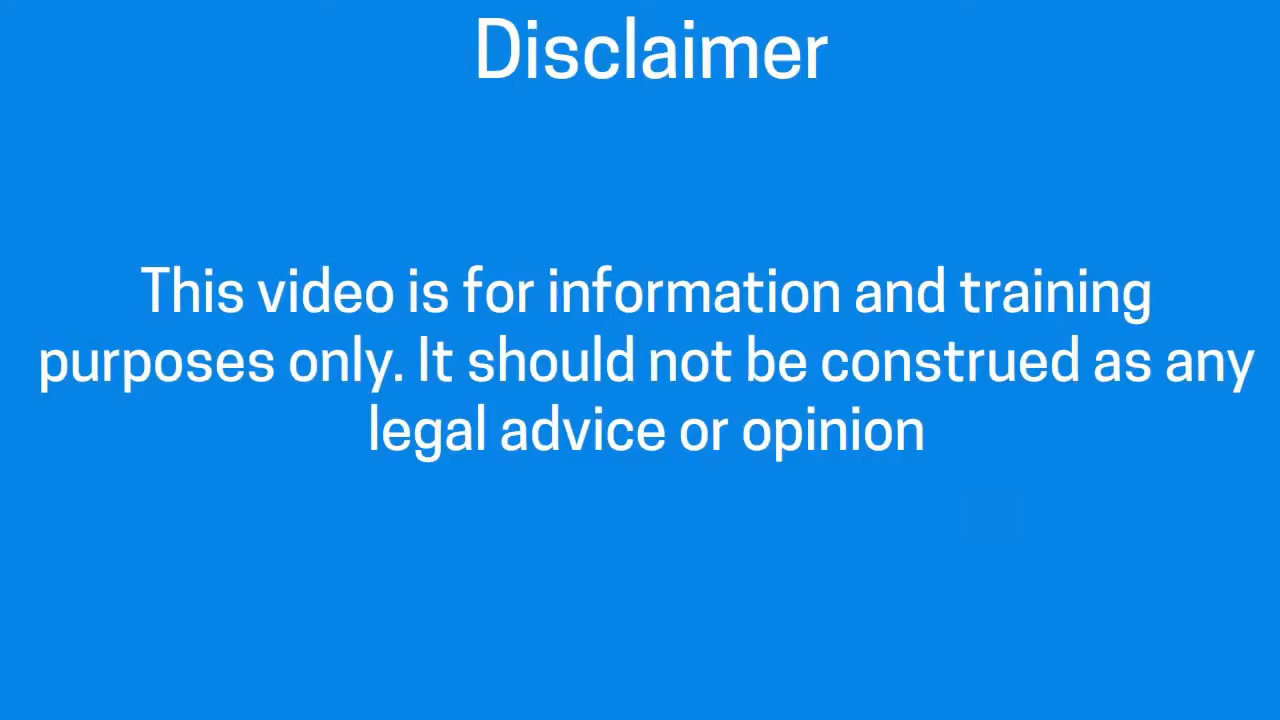 Disclaimer
This video is for information and training
purposes only. It should not be construed as any
legal advice or opinion